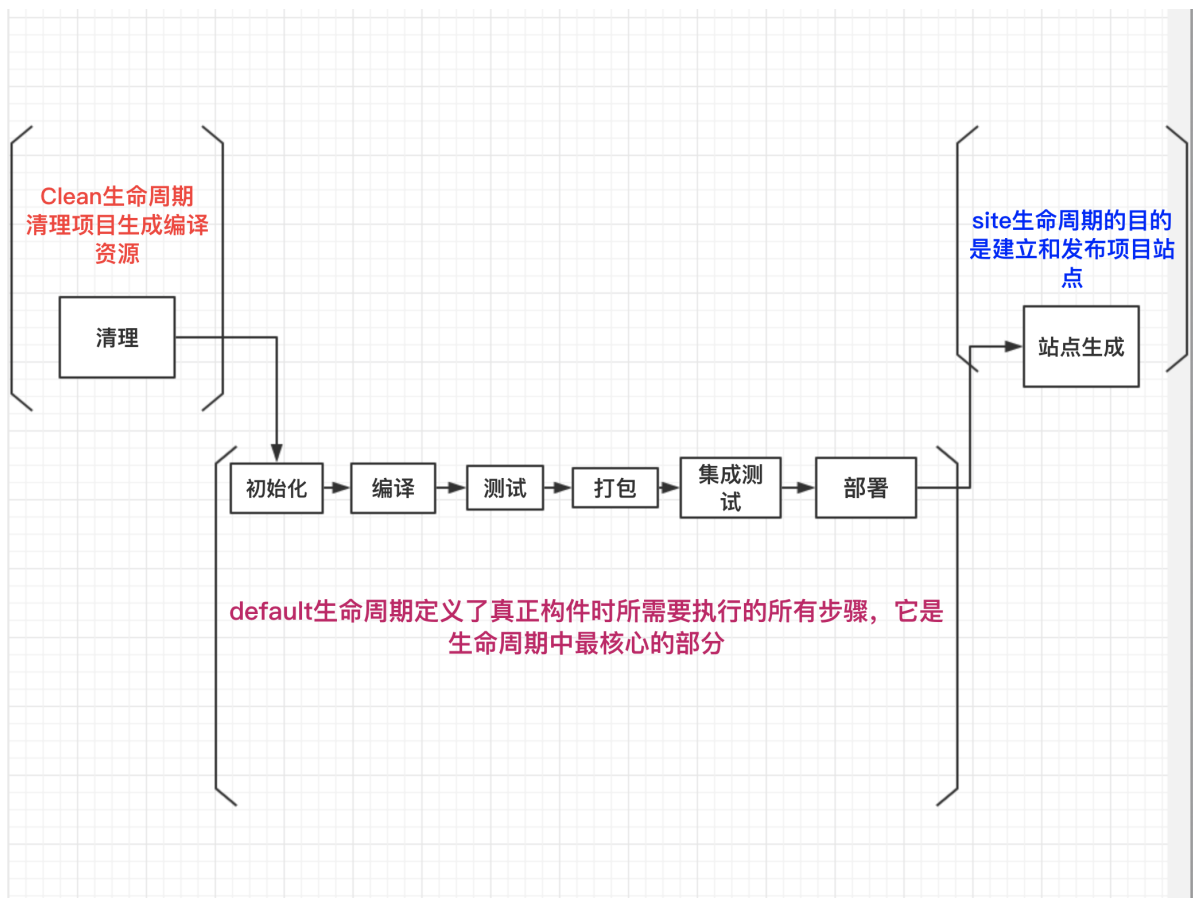 Clean生命周期
清理项目生成编译
资源
清理
site生命周期的目的
是建立和发布项目站
点
站点生成
初始化
编译
测试
打包
集成测
试
部署
default生命周期定义了真正构件时所需要执行的所有步骤，它是
生命周期中最核心的部分